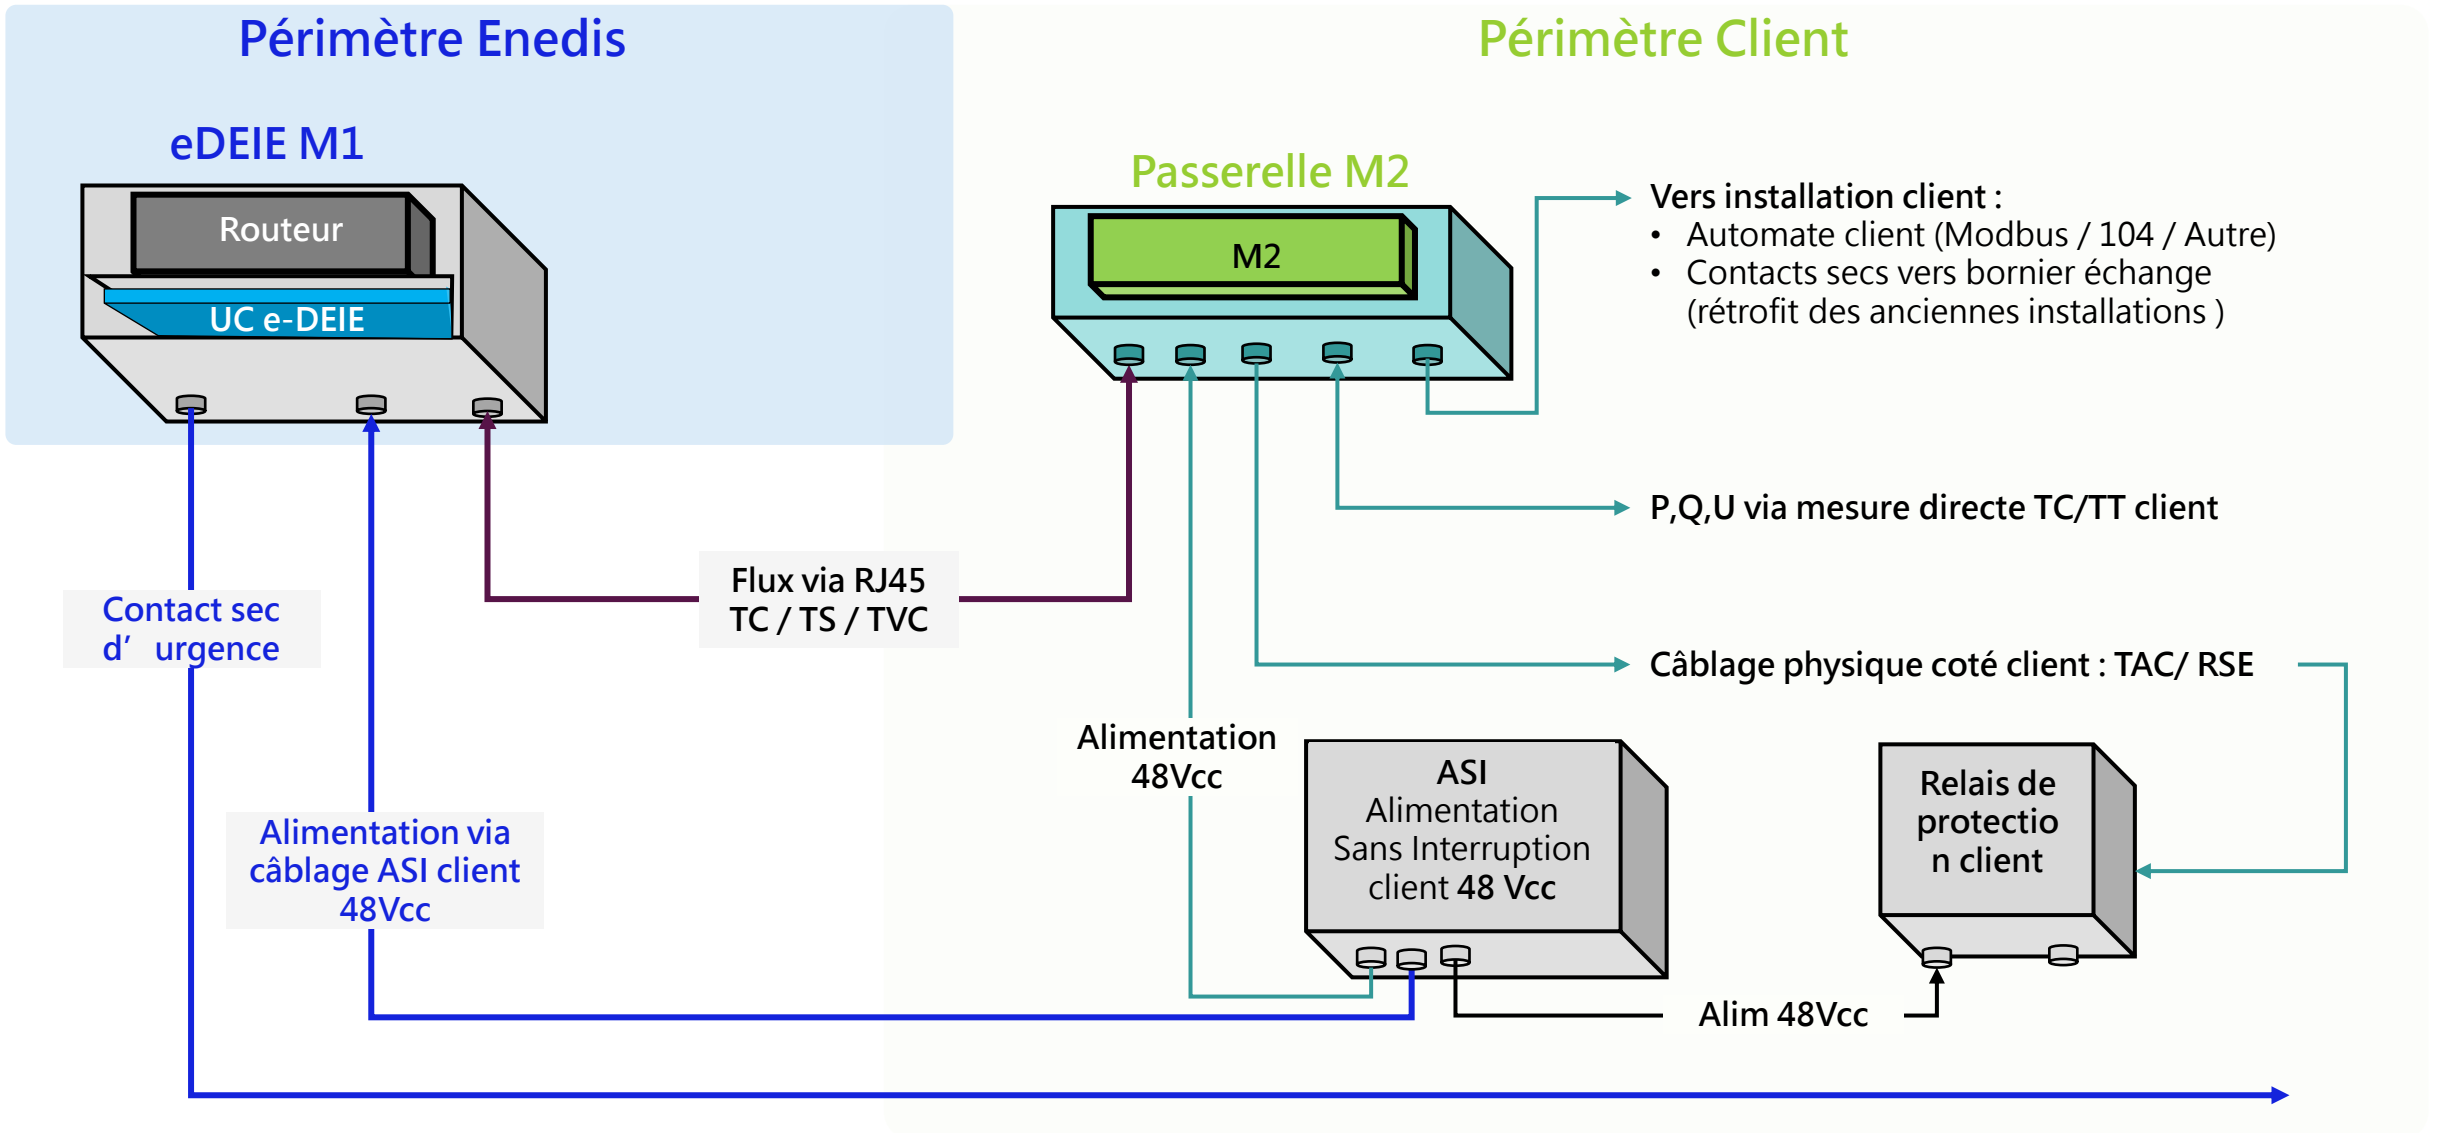 Périmètre Enedis
Périmètre Client
eDEIE M1
Routeur
UC e-DEIE
Passerelle M2
M2
Vers installation client :
• Automate client (Modbus / 104 / Autre)
• Contacts secs vers bornier échange
(rétrofit des anciennes installations )
P,Q,U via mesure directe TC/TT client
Flux via RJ45
TC / TS / TVC
Contact sec
d’ urgence
Câblage physique coté client : TAC/ RSE
Alimentation
48Vcc
Alimentation via
câblage ASI client
48Vcc
ASI
Alimentation
Sans Interruption
client 48 Vcc
Relais de
protectio
n client
Alim 48Vcc